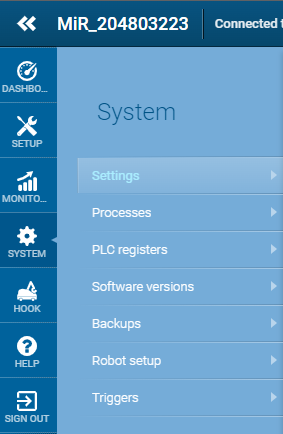 MiR_204803223
Connected t
DASHBO...
SETUP
MONITO...
SYSTEM
HOOK
HELP
SIGN OUT
System
Settings
Processes
PLC registers
Software versions
Backups
Robot setup
Triggers